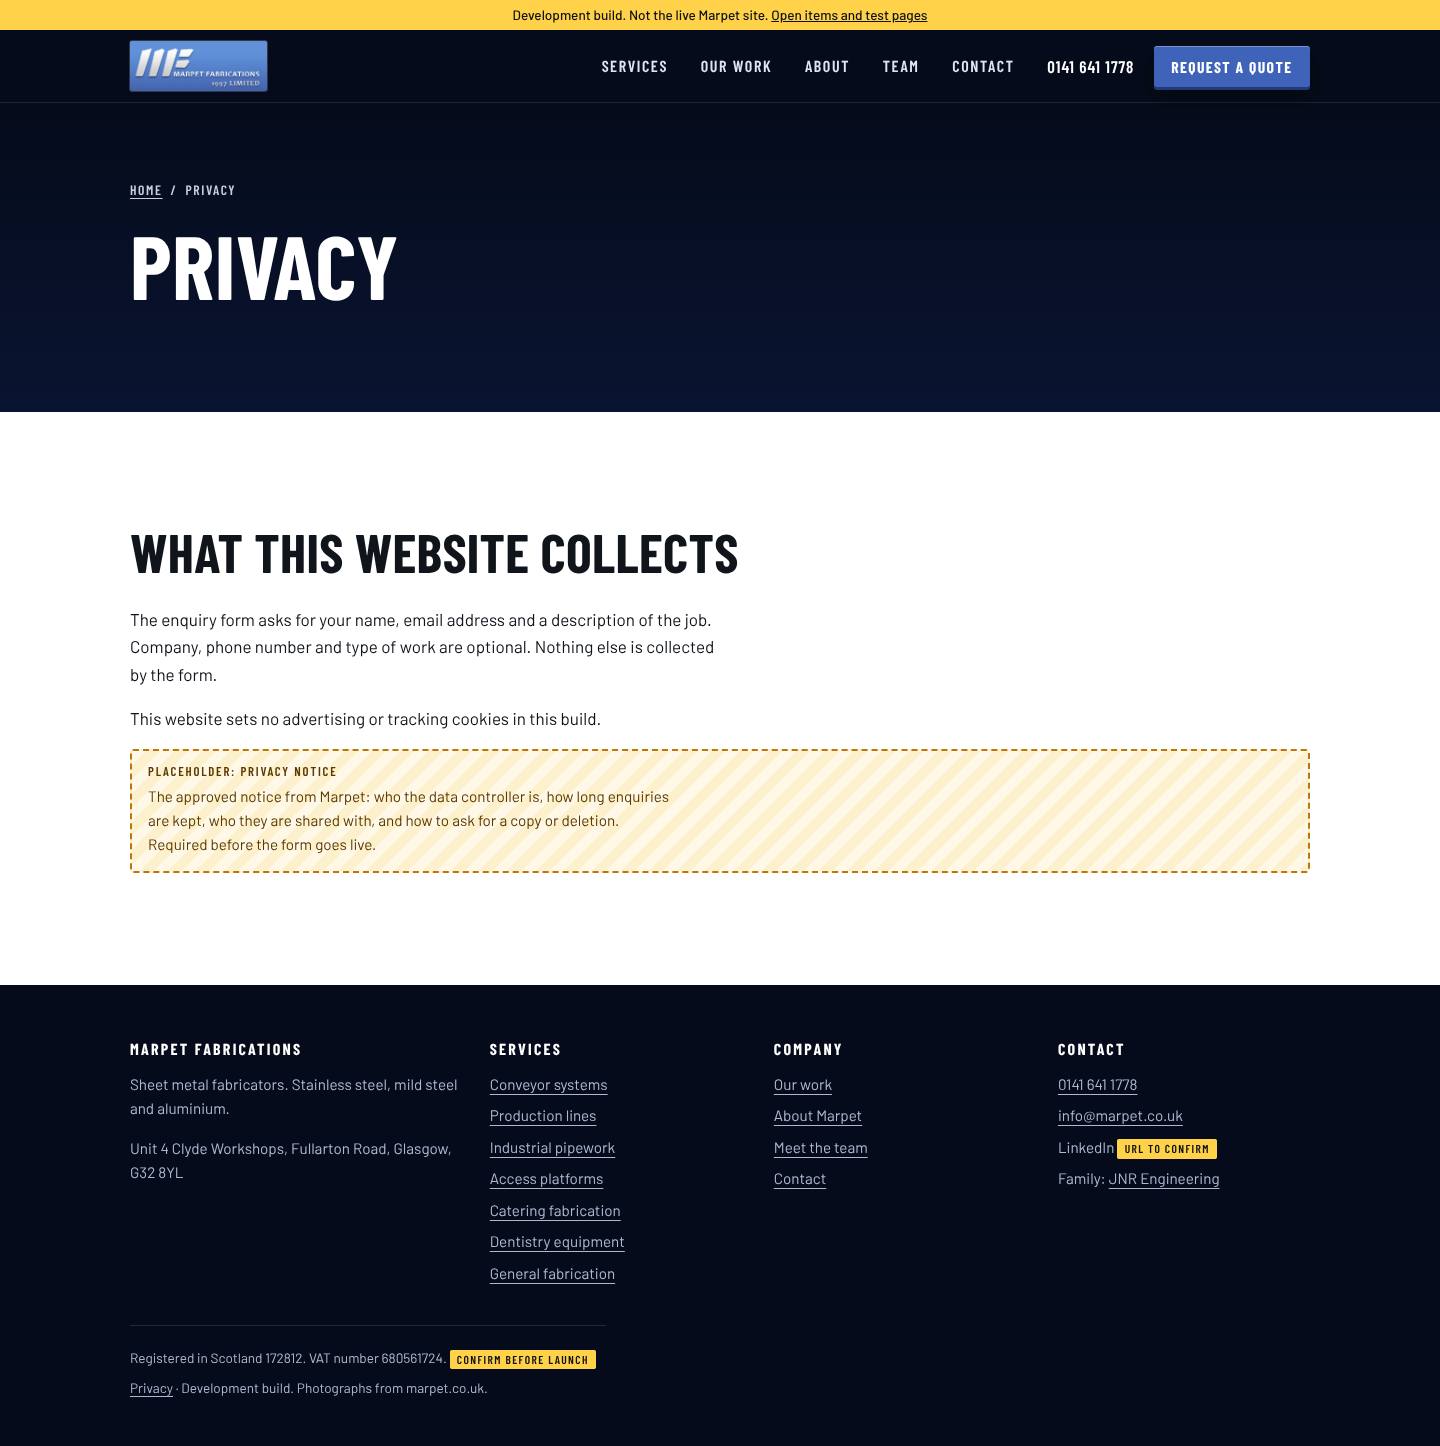 Development build. Not the live Marpet site. Open items and test pages
MF MARPET FABRICATIONS
1997 LIMITED
SERVICES OUR WORK ABOUT TEAM CONTACT 0141 641 1778 REQUEST A QUOTE
HOME / PRIVACY
PRIVACY
WHAT THIS WEBSITE COLLECTS
The enquiry form asks for your name, email address and a description of the job.
Company, phone number and type of work are optional. Nothing else is collected
by the form.
This website sets no advertising or tracking cookies in this build.
PLACEHOLDER: PRIVACY NOTICE
The approved notice from Marpet: who the data controller is, how long enquiries
are kept, who they are shared with, and how to ask for a copy or deletion.
Required before the form goes live.
MARPET FABRICATIONS
Sheet metal fabricators. Stainless steel, mild steel
and aluminium.
Unit 4 Clyde Workshops, Fullarton Road, Glasgow,
G32 8YL
SERVICES
Conveyor systems
Production lines
Industrial pipework
Access platforms
Catering fabrication
Dentistry equipment
General fabrication
COMPANY
Our work
About Marpet
Meet the team
Contact
CONTACT
0141 641 1778
info@marpet.co.uk
LinkedIn URL TO CONFIRM
Family: JNR Engineering
Registered in Scotland 172812. VAT number 680561724. CONFIRM BEFORE LAUNCH
Privacy · Development build. Photographs from marpet.co.uk.